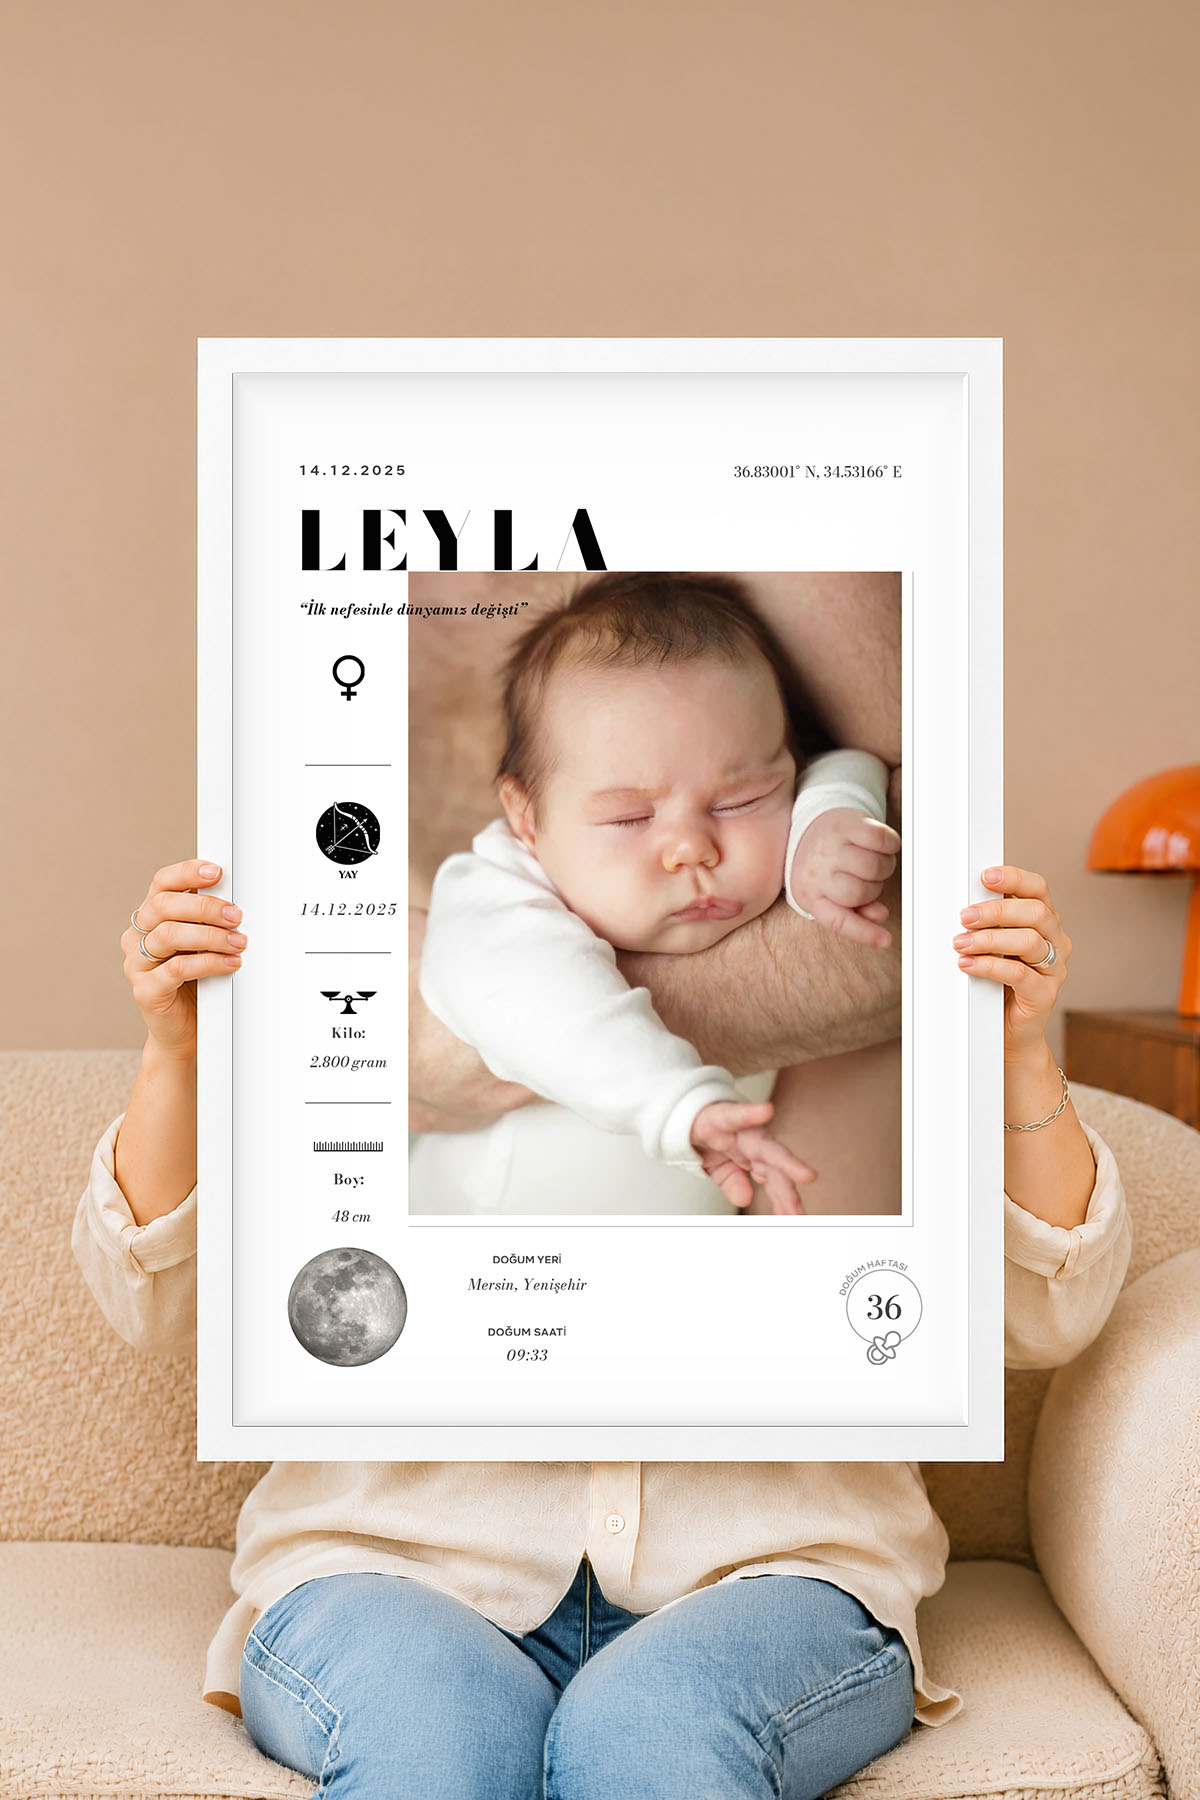 14.12.2025
36.83001° N, 34.53166° E
LEYLA
“İlk nefesinle dünyamız değişti”
YAY
14.12.2025
Kilo:
2.800 gram
Boy:
48 cm
DOĞUM YERİ
Mersin, Yenişehir
DOĞUM SAATİ
09:33
DOĞUM HAFTASI
36